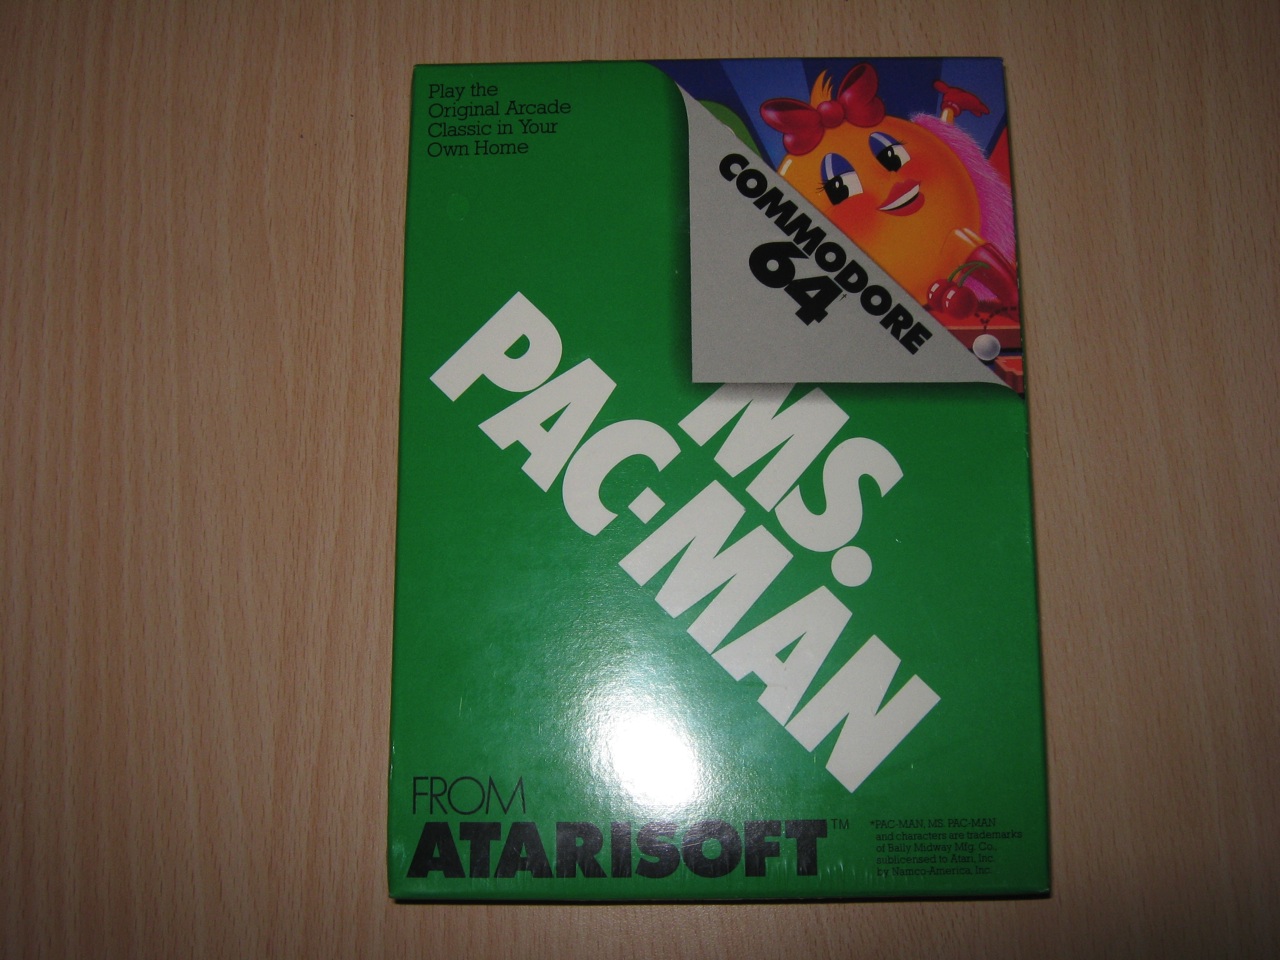 Play the
Original Arcade
Classic in Your
Own Home
COMMODORE
64
MS.
PAC-MAN
FROM
ATARISOFT™
*PAC-MAN, MS. PAC-MAN
and characters are trademarks
of Bally Midway Mfg. Co.,
sublicensed to Atari, Inc.
by Namco-America, Inc.